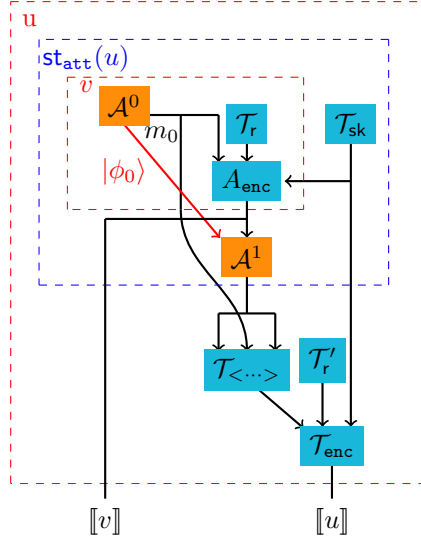 u
st_att(u)
v
𝒜⁰
m₀
𝒯_r
𝒯_sk
|ϕ₀⟩
A_enc
𝒜¹
𝒯_<···>
𝒯′_r
𝒯_enc
⟦v⟧ ⟦u⟧